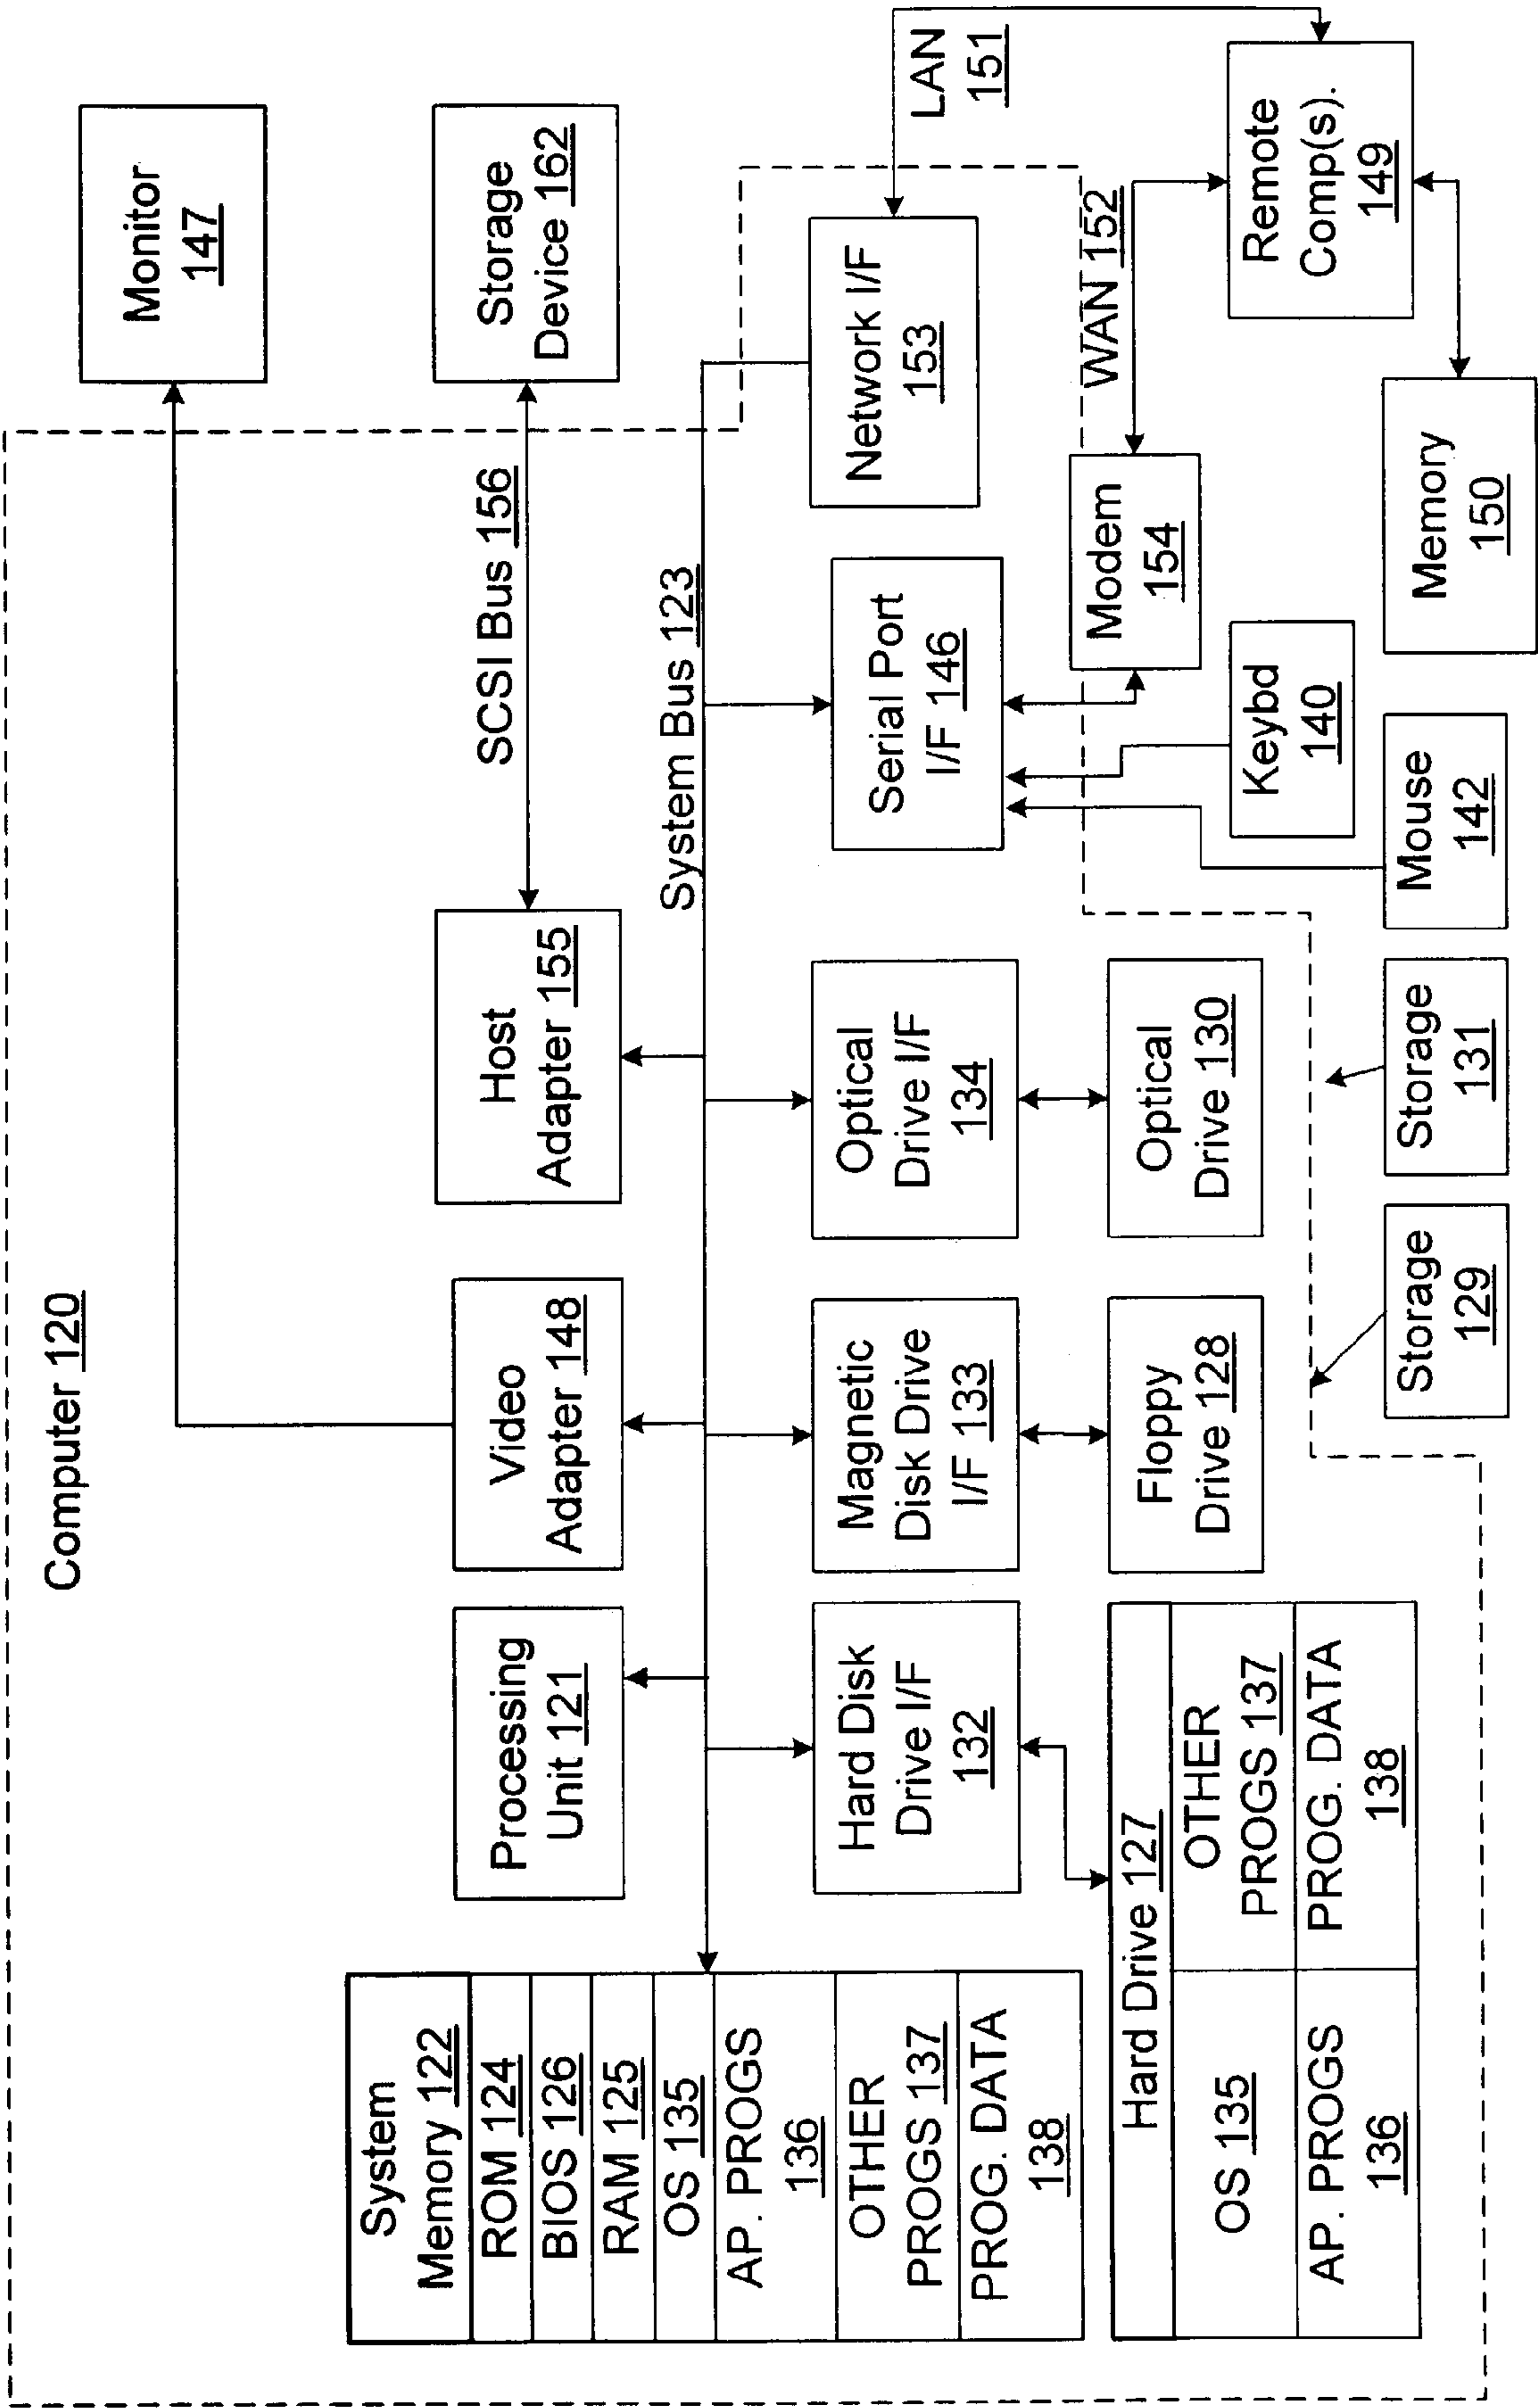 Computer 120
Monitor
147
System
Memory 122
ROM 124
BIOS 126
RAM 125
OS 135
AP. PROGS
136
OTHER
PROGS 137
PROG. DATA
138
Processing
Unit 121
Video
Adapter 148
Host
Adapter 155
SCSI Bus 156
Storage
Device 162
System Bus 123
Hard Disk
Drive I/F
132
Magnetic
Disk Drive
I/F 133
Optical
Drive I/F
134
Serial Port
I/F 146
Network I/F
153
LAN
151
Hard Drive 127
OS 135
OTHER
PROGS 137
AP. PROGS
136
PROG. DATA
138
Floppy
Drive 128
Optical
Drive 130
Modem
154
WAN 152
Keybd
140
Remote
Comp(s).
149
Storage
129
Storage
131
Mouse
142
Memory
150